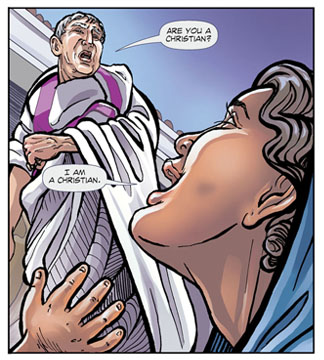 ARE YOU A
CHRISTIAN?
I AM
A CHRISTIAN.